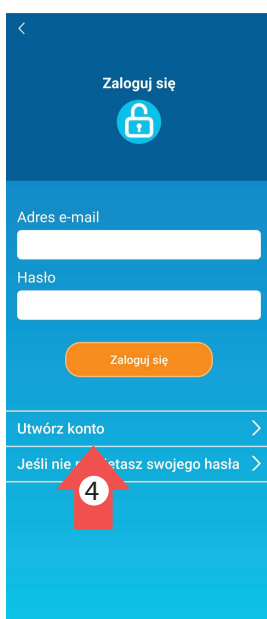 Zaloguj się
Adres e-mail
Hasło
Zaloguj się
Utwórz konto
Jeśli nie swojego hasła
4